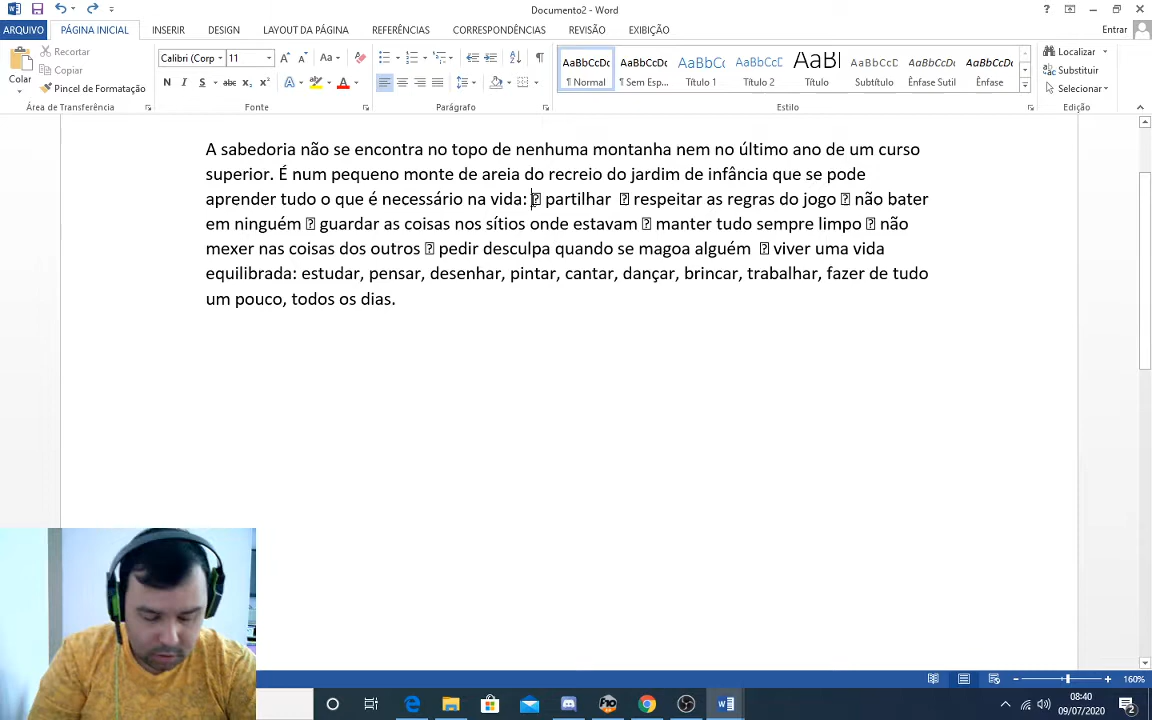 Documento2 - Word
?
ARQUIVO PÁGINA INICIAL INSERIR DESIGN LAYOUT DA PÁGINA REFERÊNCIAS CORRESPONDÊNCIAS REVISÃO EXIBIÇÃO Entrar
Colar
Recortar
Copiar
Pincel de Formatação
Área de Transferência
Calibri (Corp 11
N I S abc x₂ x²
Fonte
Parágrafo
AaBbCcDc AaBbCcDc AaBbCc AaBbCcD AaBl AaBbCcD AaBbCcDc AaBbCcDc
¶ Normal ¶ Sem Esp... Título 1 Título 2 Título Subtítulo Ênfase Sutil Ênfase
Estilo
Localizar
Substituir
Selecionar
Edição
A sabedoria não se encontra no topo de nenhuma montanha nem no último ano de um curso
superior. É num pequeno monte de areia do recreio do jardim de infância que se pode
aprender tudo o que é necessário na vida: partilhar respeitar as regras do jogo não bater
em ninguém guardar as coisas nos sítios onde estavam manter tudo sempre limpo não
mexer nas coisas dos outros pedir desculpa quando se magoa alguém viver uma vida
equilibrada: estudar, pensar, desenhar, pintar, cantar, dançar, brincar, trabalhar, fazer de tudo
um pouco, todos os dias.
160%
08:40
09/07/2020
2